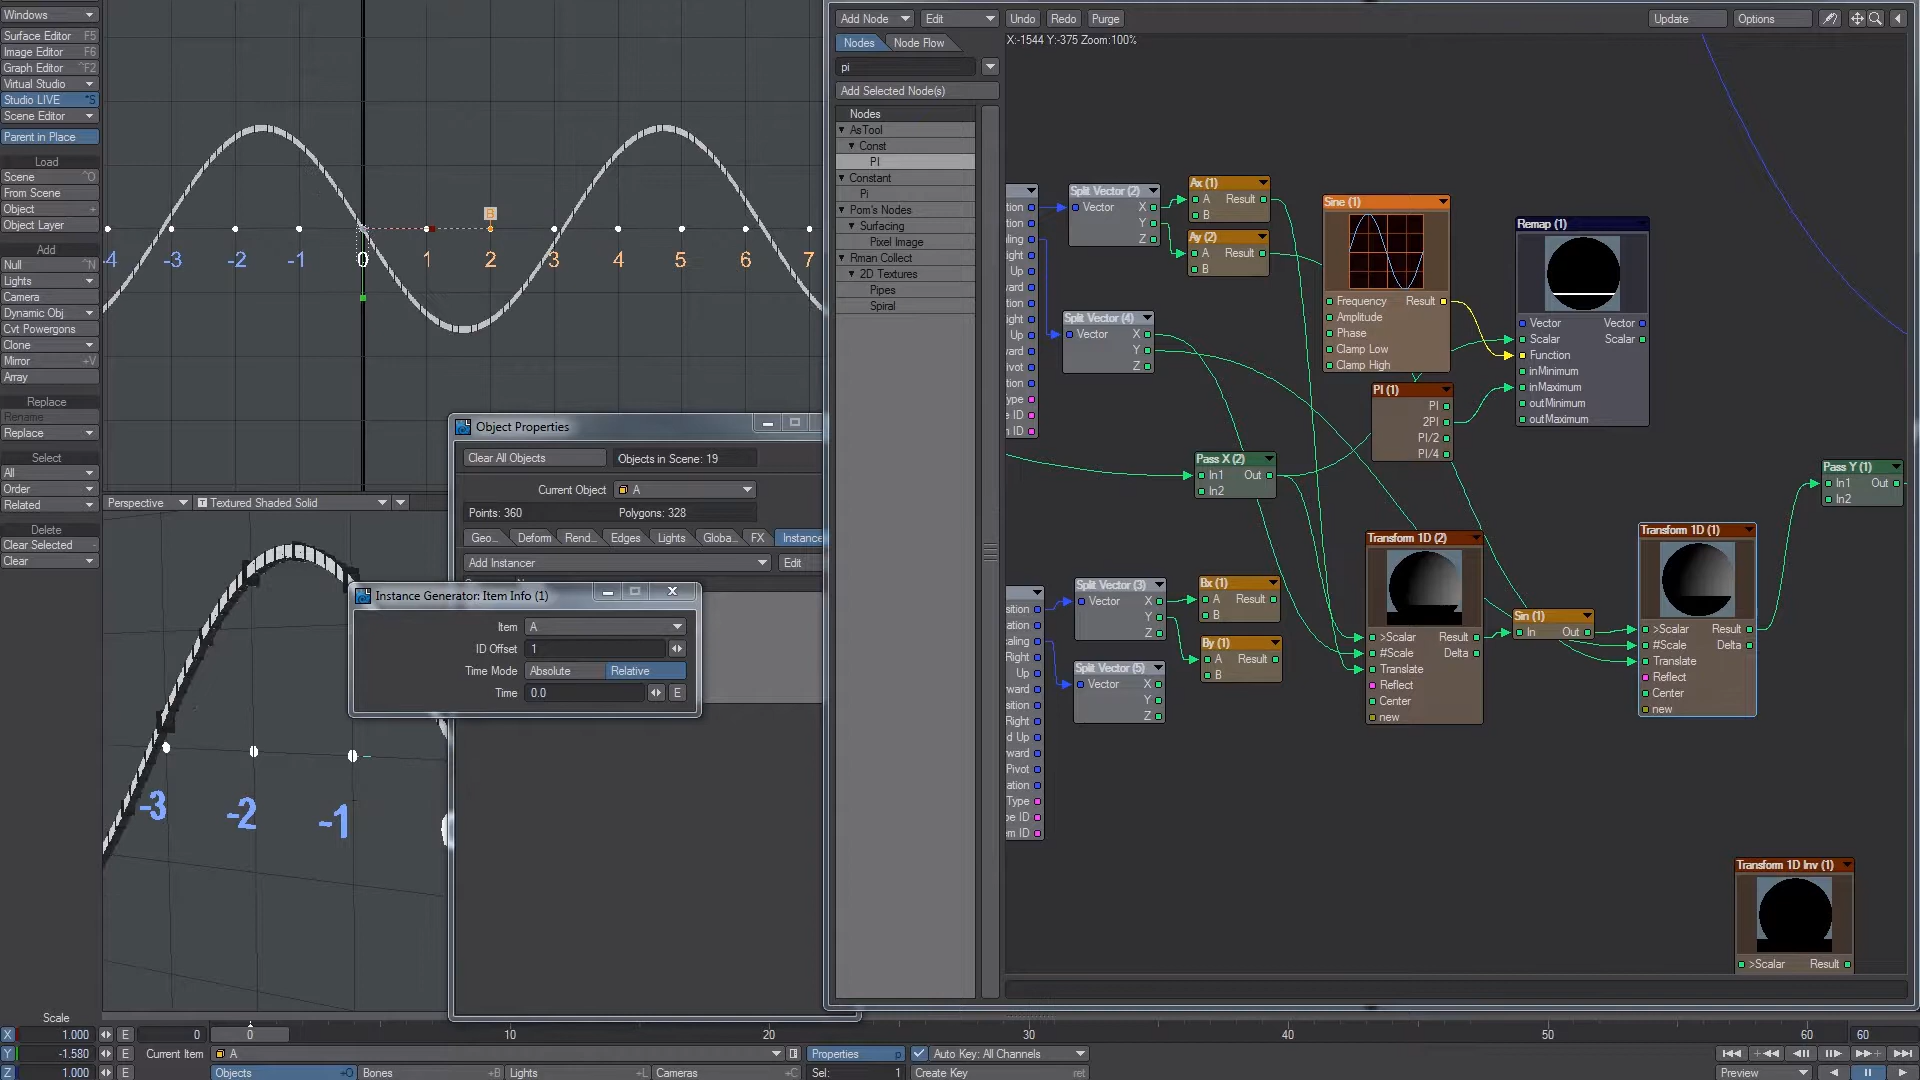 Windows
Surface Editor F5
Image Editor F6
Graph Editor ^F2
Virtual Studio
Studio LIVE *S
Scene Editor
Parent in Place
Load
Scene ^O
From Scene
Object +
Object Layer
Add
Null ^N
Lights
Camera
Dynamic Obj
Cvt Powergons
Clone
Mirror +V
Array
Replace
Rename
Replace
Select
All
Order
Related
Delete
Clear Selected -
Clear
-4 -3 -2 -1 0 1 2 3 4 5 6 7
B
Perspective Textured Shaded Solid
-3 -2 -1
Object Properties
Clear All Objects Objects in Scene: 19
Current Object A
Points: 360 Polygons: 328
Geo... Deform Rend... Edges Lights Globa... FX Instance
Add Instancer Edit
Instance Generator: Item Info (1)
Item A
ID Offset 1
Time Mode Absolute Relative
Time 0.0 E
Add Node Edit Undo Redo Purge Update Options
Nodes Node Flow X:-1544 Y:-375 Zoom:100%
pi
Add Selected Node(s)
Nodes
AsTool
Const
PI
Constant
Pi
Pom's Nodes
Surfacing
Pixel Image
Rman Collect
2D Textures
Pipes
Spiral
Split Vector (2)
Vector X
Y
Z
Ax (1)
A Result
B
Ay (2)
A Result
B
Split Vector (4)
Vector X
Y
Z
Sine (1)
Frequency Result
Amplitude
Phase
Clamp Low
Clamp High
Remap (1)
Vector Vector
Scalar Scalar
Function
inMinimum
inMaximum
outMinimum
outMaximum
PI (1)
PI
2PI
PI/2
PI/4
Pass X (2)
In1 Out
In2
Pass Y (1)
In1 Out
In2
Transform 1D (2)
>Scalar Result
#Scale Delta
Translate
Reflect
Center
new
Sin (1)
In Out
Transform 1D (1)
>Scalar Result
#Scale Delta
Translate
Reflect
Center
new
Split Vector (3)
Vector X
Y
Z
Bx (1)
A Result
B
By (1)
A Result
B
Split Vector (5)
Vector X
Y
Z
Transform 1D Inv (1)
>Scalar Result
Scale
X 1.000 E 0 0 10 20 30 40 50 60 60
Y -1.580 E Current Item A Properties p Auto Key: All Channels
Z 1.000 E Objects +O Bones +B Lights +L Cameras +C Sel: 1 Create Key ret Preview